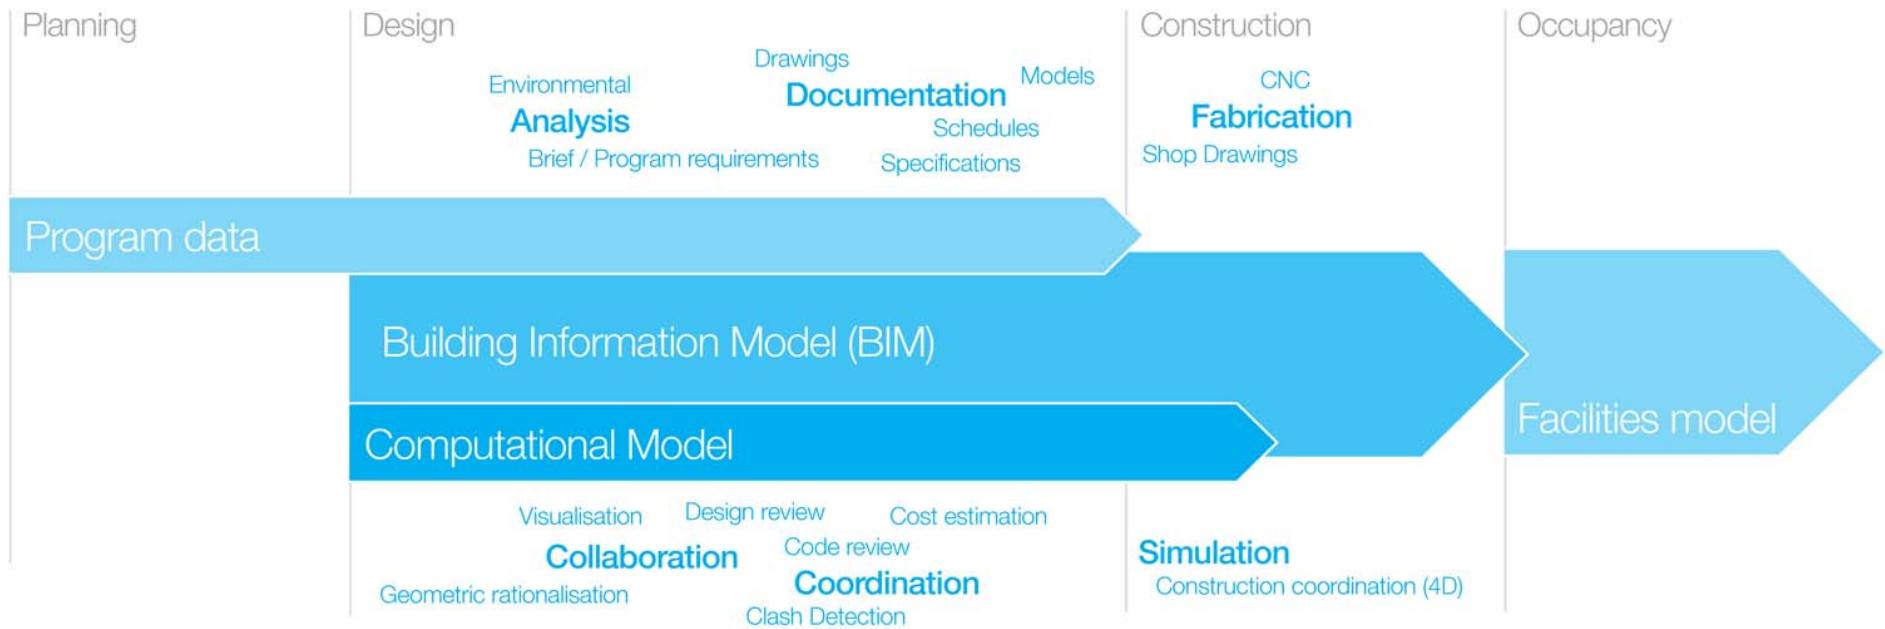 Planning
Design
Construction
Occupancy
Drawings
Models
Environmental
Documentation
CNC
Analysis
Fabrication
Schedules
Brief / Program requirements
Specifications
Shop Drawings
Program data
Building Information Model (BIM)
Facilities model
Computational Model
Visualisation
Design review
Cost estimation
Collaboration
Code review
Simulation
Coordination
Geometric rationalisation
Construction coordination (4D)
Clash Detection